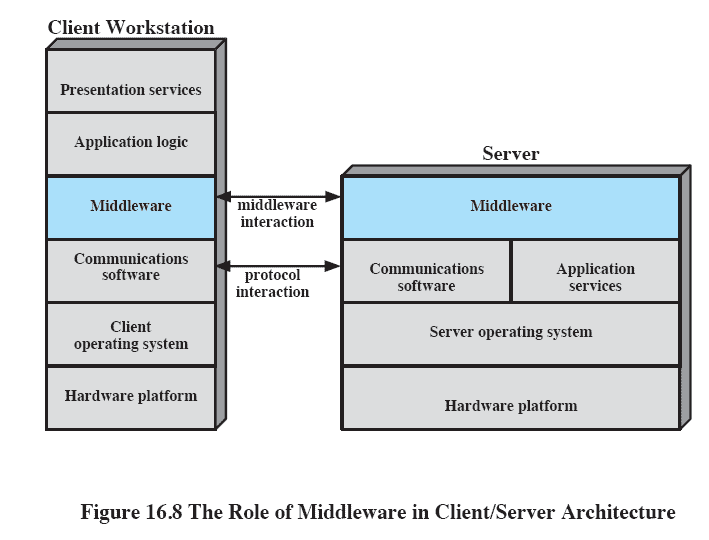 Client Workstation
Presentation services
Application logic
Middleware
Communications
software
Client
operating system
Hardware platform
middleware
interaction
protocol
interaction
Server
Middleware
Communications
software
Application
services
Server operating system
Hardware platform
Figure 16.8 The Role of Middleware in Client/Server Architecture